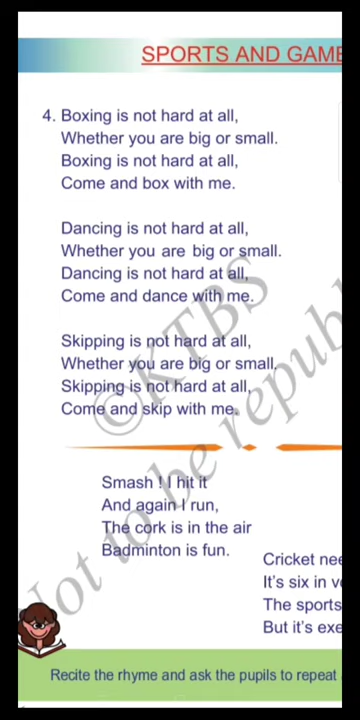 SPORTS AND GAME
4. Boxing is not hard at all,
Whether you are big or small.
Boxing is not hard at all,
Come and box with me.
Dancing is not hard at all,
Whether you are big or small.
Dancing is not hard at all,
Come and dance with me.
Skipping is not hard at all,
Whether you are big or small.
Skipping is not hard at all,
Come and skip with me.
Smash ! I hit it
And again I run,
The cork is in the air
Badminton is fun.
Cricket nee
It's six in v
The sports
But it's exe
Recite the rhyme and ask the pupils to repeat
©KTBS
Not to be republ